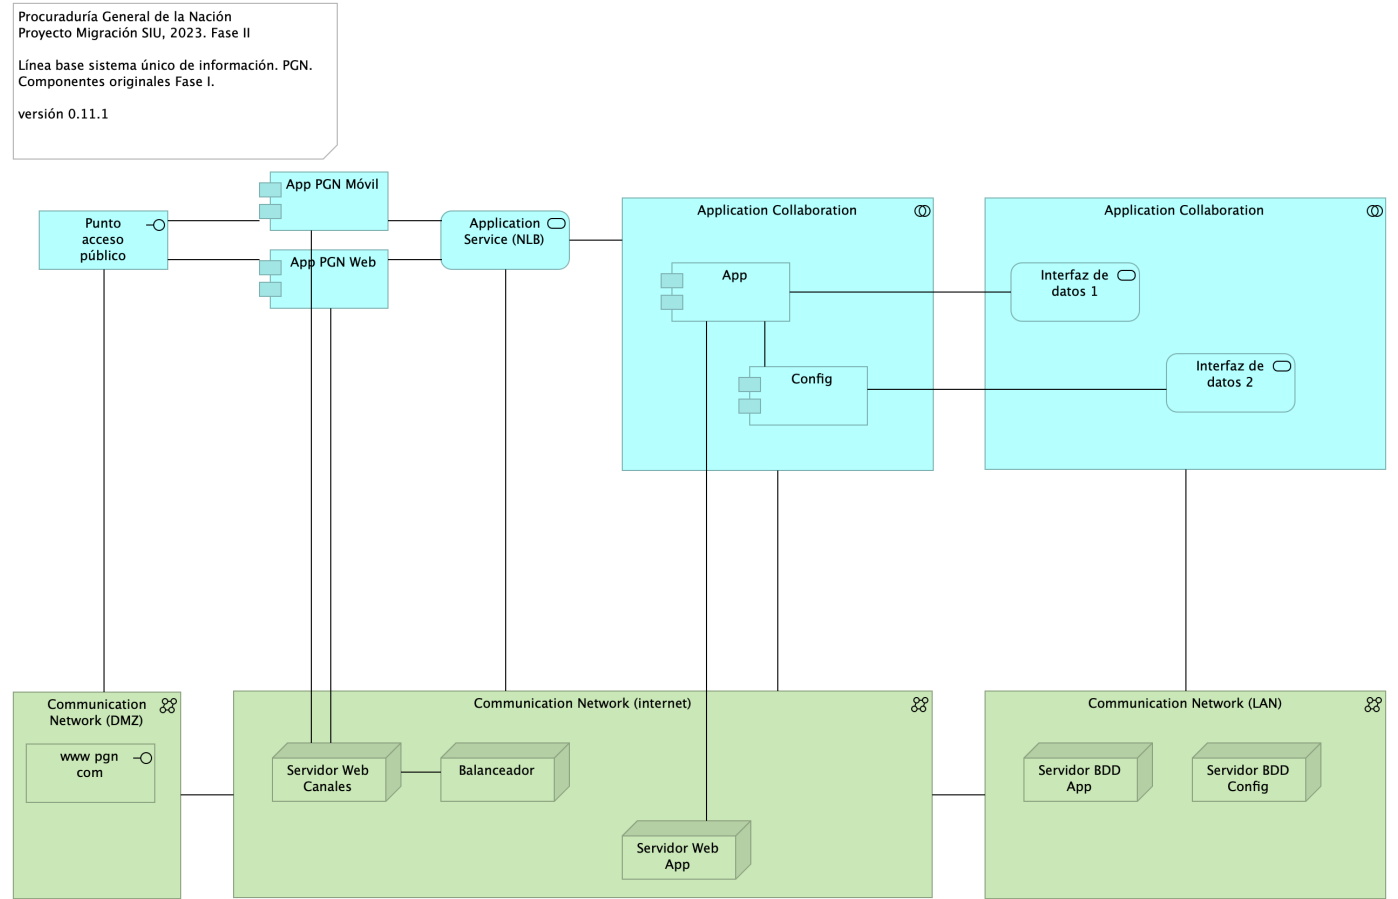 Procuraduría General de la Nación
Proyecto Migración SIU, 2023. Fase II
Línea base sistema único de información. PGN.
Componentes originales Fase I.
versión 0.11.1
Punto
acceso
público
App PGN Móvil
App PGN Web
Application
Service (NLB)
Application Collaboration
App
Config
Application Collaboration
Interfaz de
datos 1
Interfaz de
datos 2
Communication
Network (DMZ)
www pgn
com
Communication Network (internet)
Servidor Web
Canales
Balanceador
Servidor Web
App
Communication Network (LAN)
Servidor BDD
App
Servidor BDD
Config